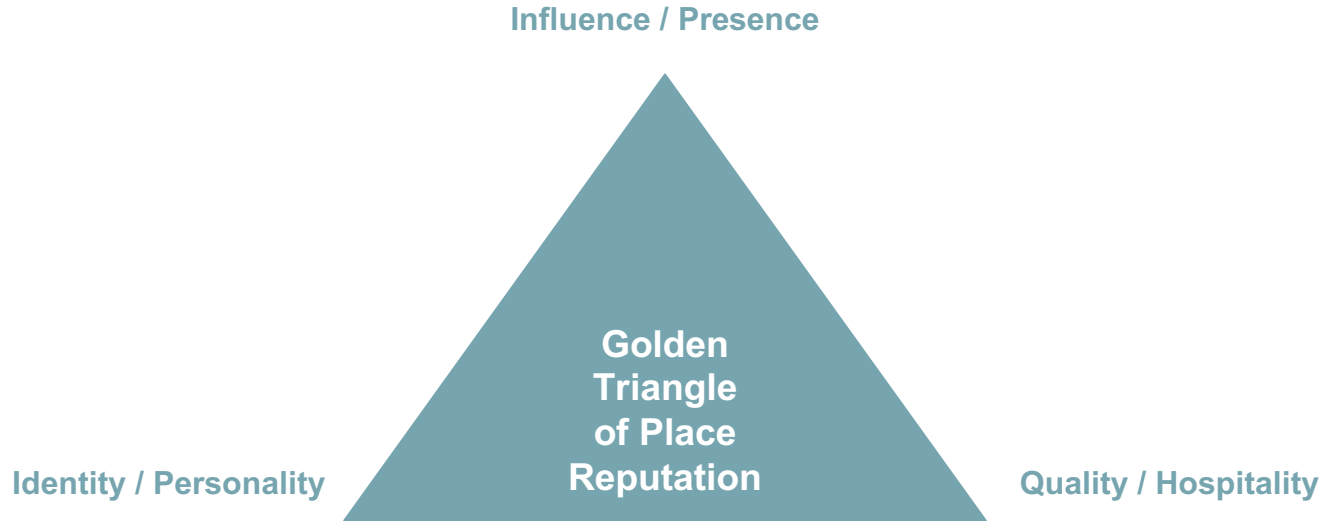 Influence / Presence
Golden
Triangle
of Place
Reputation
Identity / Personality
Quality / Hospitality